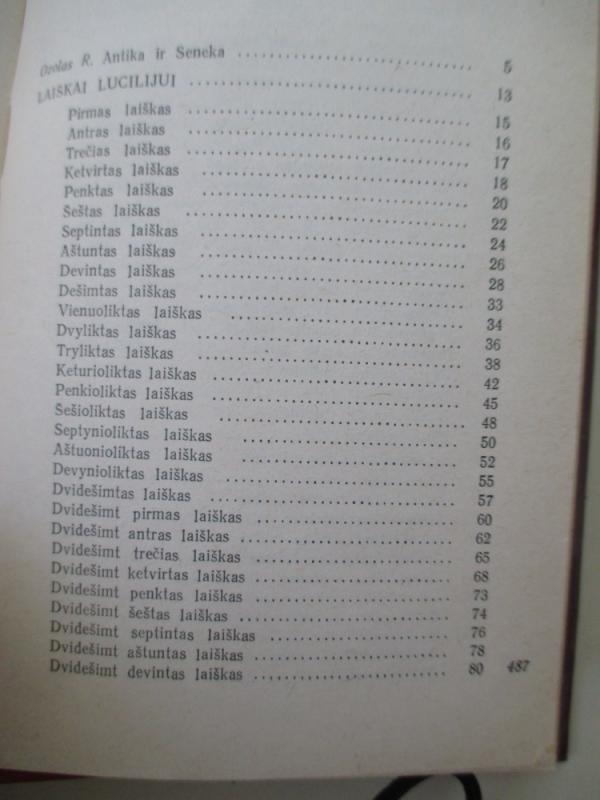 Ozolas R. Antika ir Seneka .............................. 5
LAIŠKAI LUCILIJUI .............................. 13
Pirmas laiškas .............................. 15
Antras laiškas .............................. 16
Trečias laiškas .............................. 17
Ketvirtas laiškas .............................. 18
Penktas laiškas .............................. 20
Šeštas laiškas .............................. 22
Septintas laiškas .............................. 24
Aštuntas laiškas .............................. 26
Devintas laiškas .............................. 28
Dešimtas laiškas .............................. 33
Vienuoliktas laiškas .............................. 34
Dvyliktas laiškas .............................. 36
Tryliktas laiškas .............................. 38
Keturioliktas laiškas .............................. 42
Penkioliktas laiškas .............................. 45
Šešioliktas laiškas .............................. 48
Septynioliktas laiškas .............................. 50
Aštuonioliktas laiškas .............................. 52
Devynioliktas laiškas .............................. 55
Dvidešimtas laiškas .............................. 57
Dvidešimt pirmas laiškas .............................. 60
Dvidešimt antras laiškas .............................. 62
Dvidešimt trečias laiškas .............................. 65
Dvidešimt ketvirtas laiškas .............................. 68
Dvidešimt penktas laiškas .............................. 73
Dvidešimt šeštas laiškas .............................. 74
Dvidešimt septintas laiškas .............................. 76
Dvidešimt aštuntas laiškas .............................. 78
Dvidešimt devintas laiškas .............................. 80 487